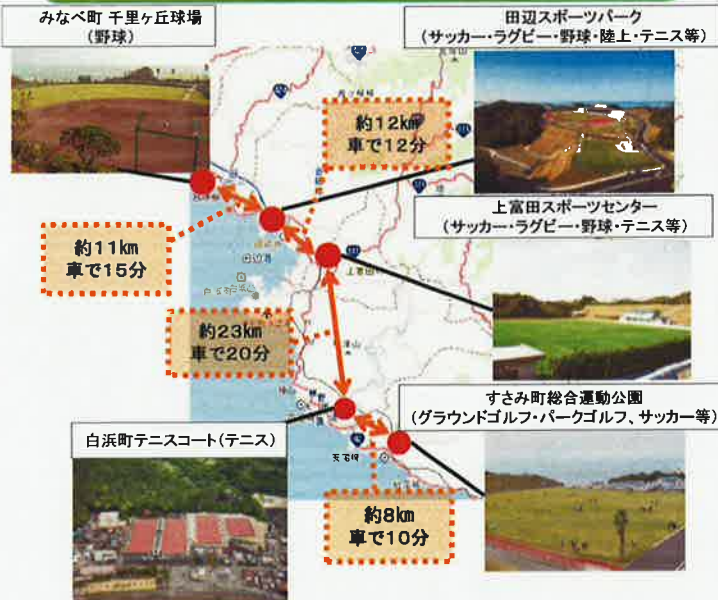 みなべ町 千里ヶ丘球場
(野球)
田辺スポーツパーク
(サッカー・ラグビー・野球・陸上・テニス等)
約12km
車で12分
上富田スポーツセンター
(サッカー・ラグビー・野球・テニス等)
約11km
車で15分
約23km
車で20分
すさみ町総合運動公園
(グラウンドゴルフ・パークゴルフ、サッカー等)
白浜町テニスコート(テニス)
約8km
車で10分